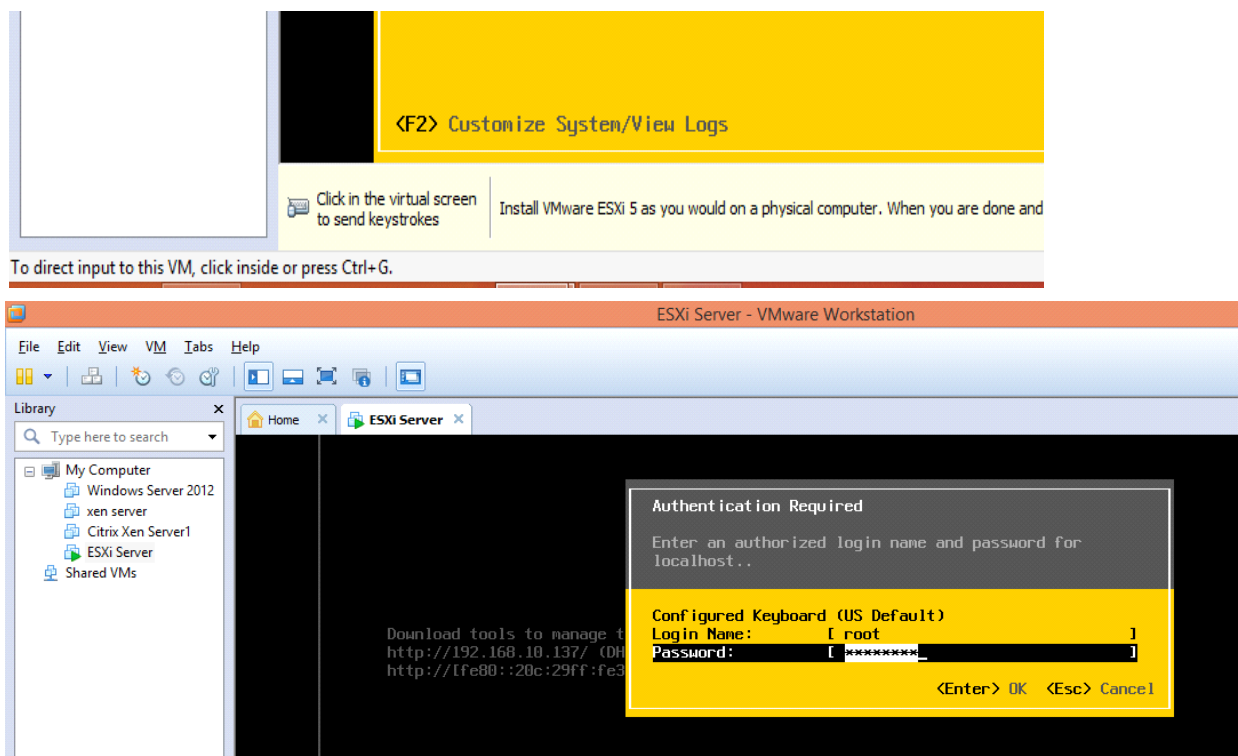 <F2> Customize System/View Logs
Click in the virtual screen
to send keystrokes
Install VMware ESXi 5 as you would on a physical computer. When you are done and
To direct input to this VM, click inside or press Ctrl+G.
ESXi Server - VMware Workstation
File Edit View VM Tabs Help
Library
Type here to search
Home
ESXi Server
My Computer
Windows Server 2012
xen server
Citrix Xen Server1
ESXi Server
Shared VMs
Authentication Required
Enter an authorized login name and password for
localhost..
Configured Keyboard (US Default)
Login Name: [ root ]
Password: [ ********_ ]
<Enter> OK <Esc> Cancel
Download tools to manage t
http://192.168.10.137/ (DH
http://[fe80::20c:29ff:fe3